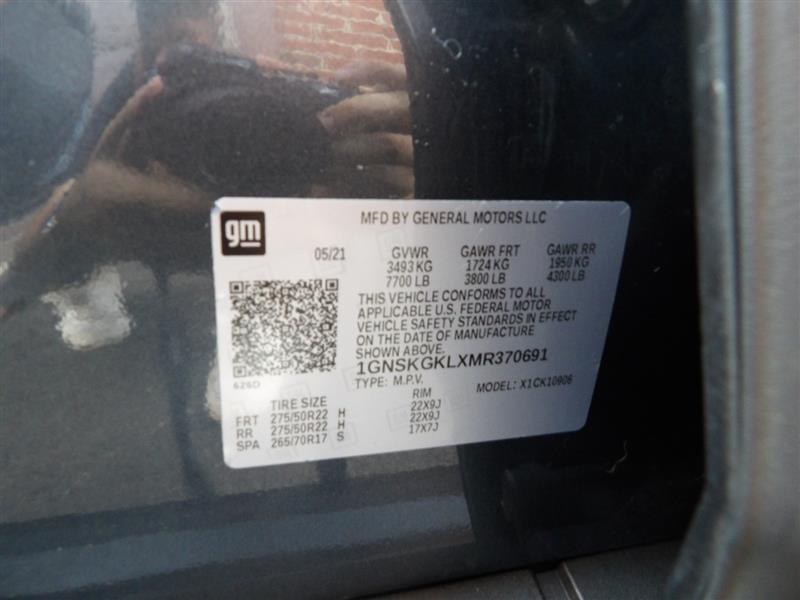 gm
MFD BY GENERAL MOTORS LLC
05/21 GVWR GAWR FRT GAWR RR
3493 KG 1724 KG 1950 KG
7700 LB 3800 LB 4300 LB
THIS VEHICLE CONFORMS TO ALL
APPLICABLE U.S. FEDERAL MOTOR
VEHICLE SAFETY STANDARDS IN EFFECT
ON THE DATE OF MANUFACTURE
SHOWN ABOVE.
1GNSKGKLXMR370691
626D
TYPE: M.P.V. MODEL: X1CK10906
TIRE SIZE RIM
FRT 275/50R22 H 22X9J
RR 275/50R22 H 22X9J
SPA 265/70R17 S 17X7J